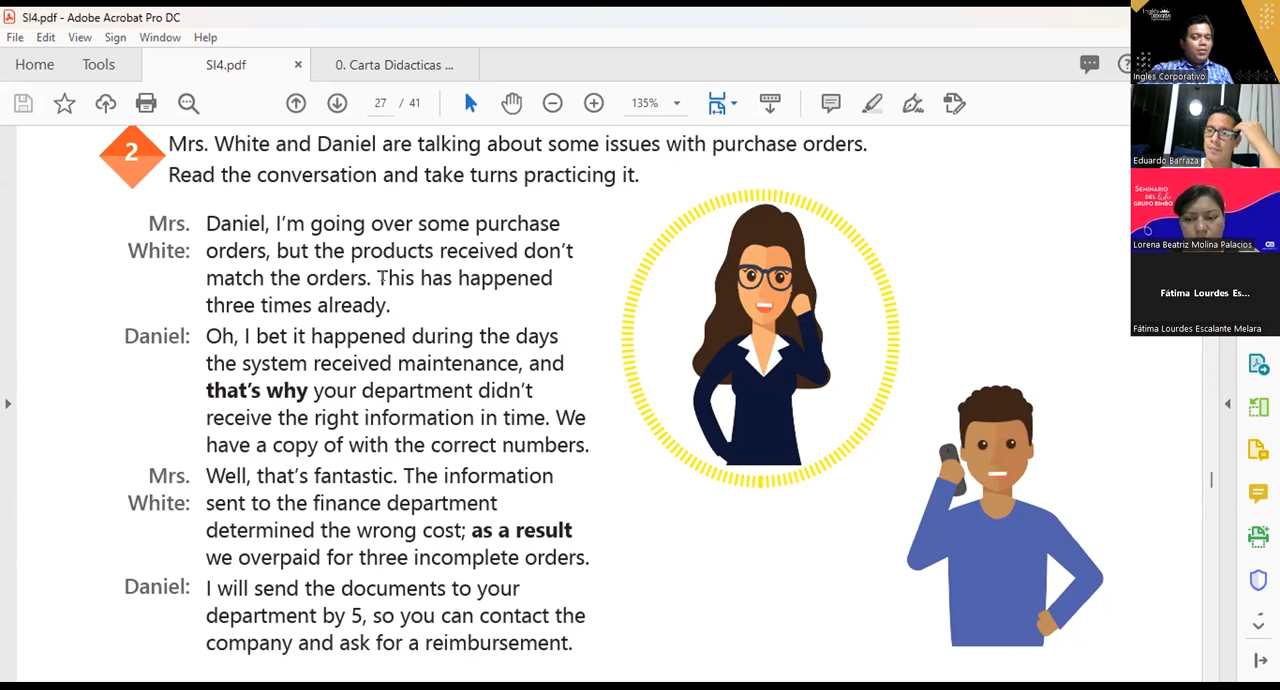 SI4.pdf - Adobe Acrobat Pro DC
File Edit View Sign Window Help
Home Tools SI4.pdf × 0. Carta Didacticas ...
27 / 41 135%
2
Mrs. White and Daniel are talking about some issues with purchase orders.
Read the conversation and take turns practicing it.
Mrs. Daniel, I'm going over some purchase
White: orders, but the products received don't
match the orders. This has happened
three times already.
Daniel: Oh, I bet it happened during the days
the system received maintenance, and
that's why your department didn't
receive the right information in time. We
have a copy of with the correct numbers.
Mrs. Well, that's fantastic. The information
White: sent to the finance department
determined the wrong cost; as a result
we overpaid for three incomplete orders.
Daniel: I will send the documents to your
department by 5, so you can contact the
company and ask for a reimbursement.
Inglés Corporativo
Eduardo Barraza
SEMINARIO
DEL líder
GRUPO BIMBO
Lorena Beatriz Molina Palacios
Fátima Lourdes Es...
Fátima Lourdes Escalante Melara